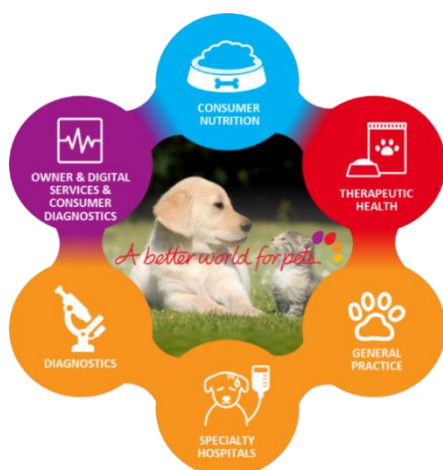 CONSUMER
NUTRITION
OWNER & DIGITAL
SERVICES &
CONSUMER
DIAGNOSTICS
THERAPEUTIC
HEALTH
A better world for pets
DIAGNOSTICS
GENERAL
PRACTICE
SPECIALTY
HOSPITALS